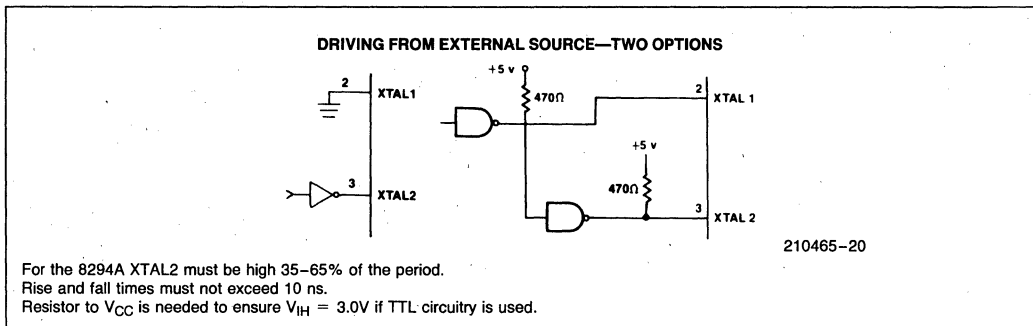 DRIVING FROM EXTERNAL SOURCE—TWO OPTIONS
2
XTAL1
3
XTAL2
+5 v
470Ω
2
XTAL 1
+5 v
470Ω
3
XTAL 2
210465–20
For the 8294A XTAL2 must be high 35–65% of the period.
Rise and fall times must not exceed 10 ns.
Resistor to VCC is needed to ensure VIH = 3.0V if TTL circuitry is used.